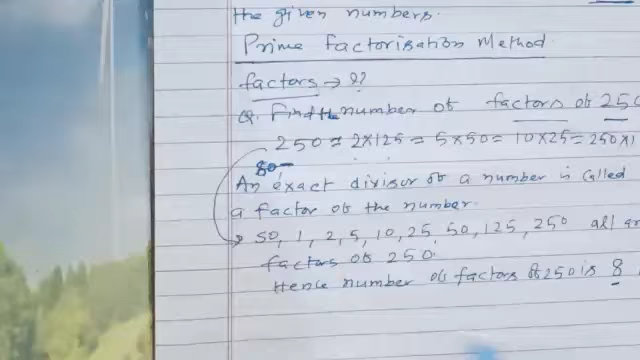 the given numbers.
Prime factorisation Method
factors → ??
Q. Find the number of factors of 250
250 = 2×125 = 5×50 = 10×25 = 250×1
So
An exact divisor of a number is called
a factor of the number.
So, 1, 2, 5, 10, 25, 50, 125, 250 all ar
factors of 250.
Hence number of factors of 250 is 8